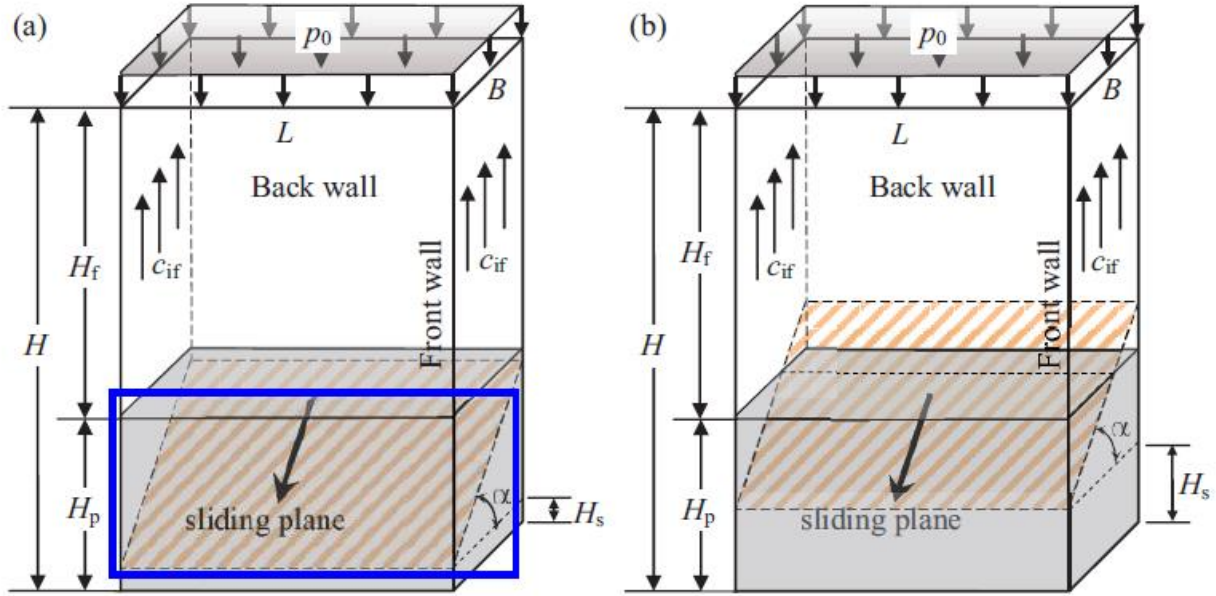 (a)
p0
B
L
Back wall
cif
cif
Hf
Front wall
H
Hp
α
Hs
sliding plane
(b)
p0
B
L
Back wall
cif
cif
Hf
Front wall
H
Hp
α
Hs
sliding plane